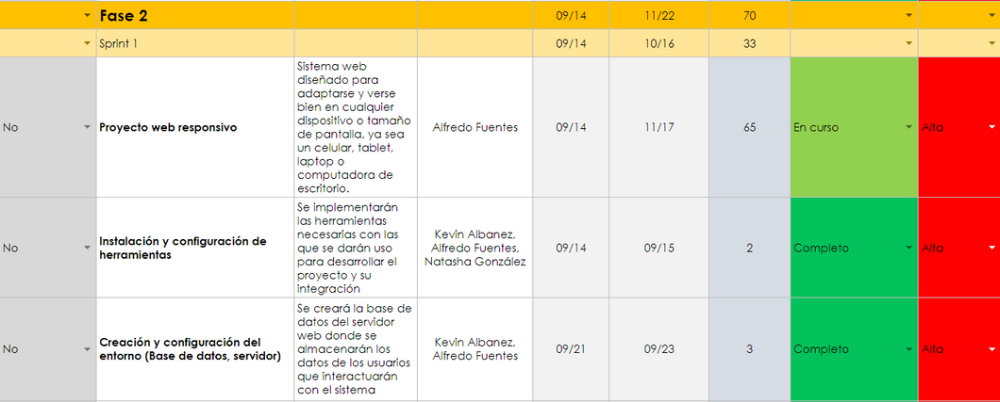 Fase 2 09/14 11/22 70
Sprint 1 09/14 10/16 33
No
Proyecto web responsivo
Sistema web
diseñado para
adaptarse y verse
bien en cualquier
dispositivo o tamaño
de pantalla, ya sea
un celular, tablet,
laptop o
computadora de
escritorio.
Alfredo Fuentes
09/14
11/17
65
En curso
Alta
No
Instalación y configuración de
herramientas
Se implementarán
las herramientas
necesarias con las
que se darán uso
para desarrollar el
proyecto y su
integración
Kevin Albanez,
Alfredo Fuentes,
Natasha González
09/14
09/15
2
Completo
Alta
No
Creación y configuración del
entorno (Base de datos, servidor)
Se creará la base de
datos del servidor
web donde se
almacenarán los
datos de los usuarios
que interactuarán
con el sistema
Kevin Albanez,
Alfredo Fuentes
09/21
09/23
3
Completo
Alta